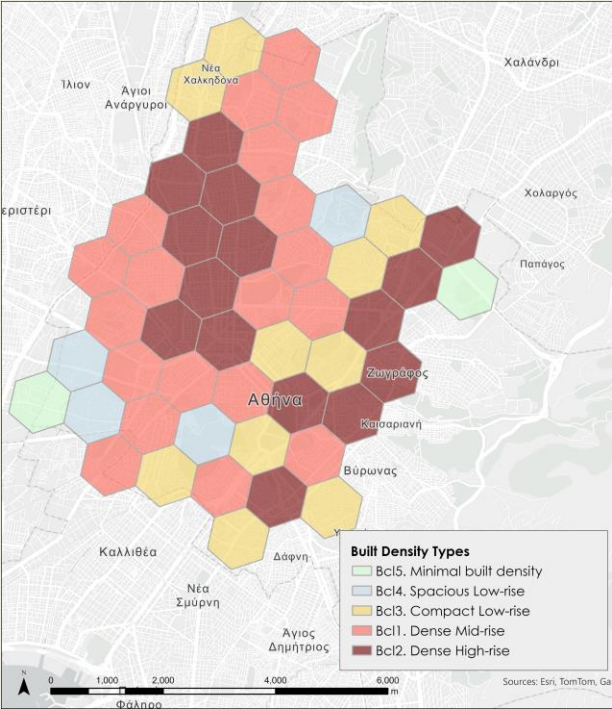 Χαλάνδρι
Νέα
Χαλκηδόνα
Ίλιον
Άγιοι
Ανάργυροι
Χολαργός
εριστέρι
Παπάγος
Ζωγράφος
Αθήνα
Καισαριανή
Βύρωνας
Καλλιθέα
Δάφνη
Νέα
Σμύρνη
Άγιος
Δημήτριος
Φάληρο
Built Density Types
Bcl5. Minimal built density
Bcl4. Spacious Low-rise
Bcl3. Compact Low-rise
Bcl1. Dense Mid-rise
Bcl2. Dense High-rise
N
0 1,000 2,000 4,000 6,000
m
Sources: Esri, TomTom, Ga